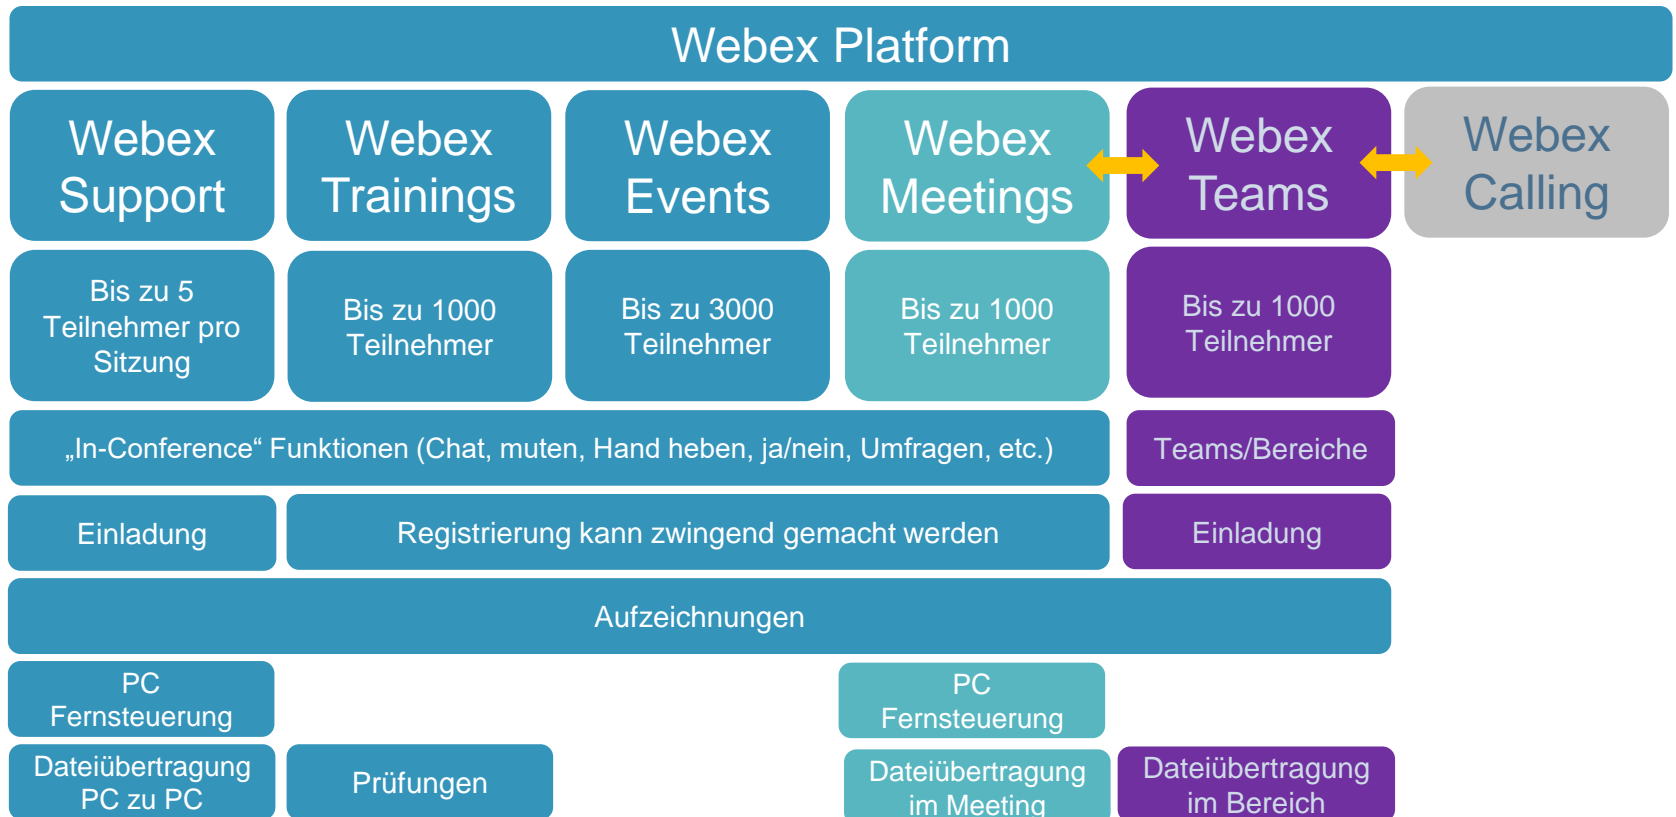 Webex Platform
Webex
Support
Webex
Trainings
Webex
Events
Webex
Meetings
Webex
Teams
Webex
Calling
Bis zu 5
Teilnehmer pro
Sitzung
Bis zu 1000
Teilnehmer
Bis zu 3000
Teilnehmer
Bis zu 1000
Teilnehmer
Bis zu 1000
Teilnehmer
„In-Conference“ Funktionen (Chat, muten, Hand heben, ja/nein, Umfragen, etc.)
Teams/Bereiche
Einladung
Registrierung kann zwingend gemacht werden
Einladung
Aufzeichnungen
PC
Fernsteuerung
PC
Fernsteuerung
Dateiübertragung
PC zu PC
Prüfungen
Dateiübertragung
im Meeting
Dateiübertragung
im Bereich